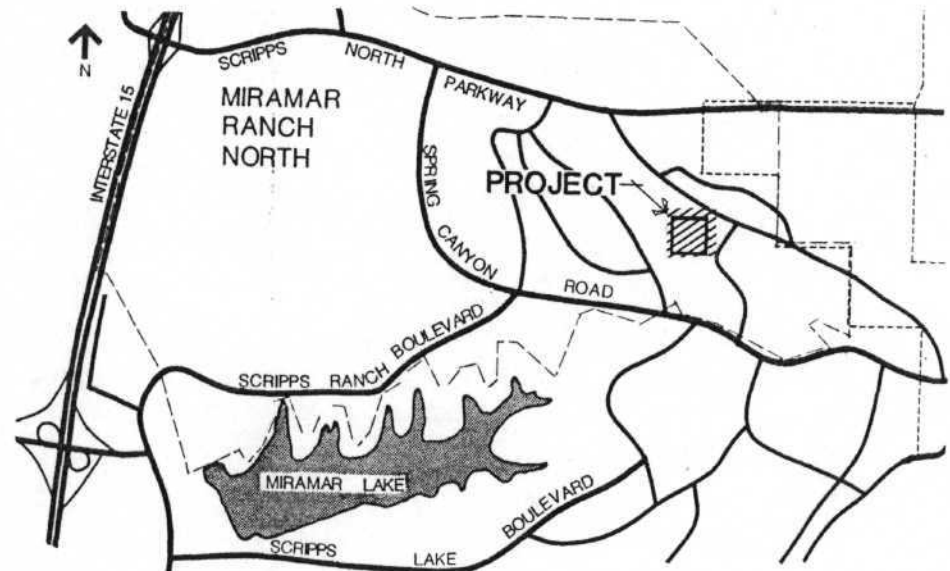 SCRIPPS NORTH PARKWAY
N
INTERSTATE 15
MIRAMAR
RANCH
NORTH
SPRING CANYON ROAD
PROJECT
SCRIPPS RANCH BOULEVARD
MIRAMAR LAKE
SCRIPPS LAKE BOULEVARD